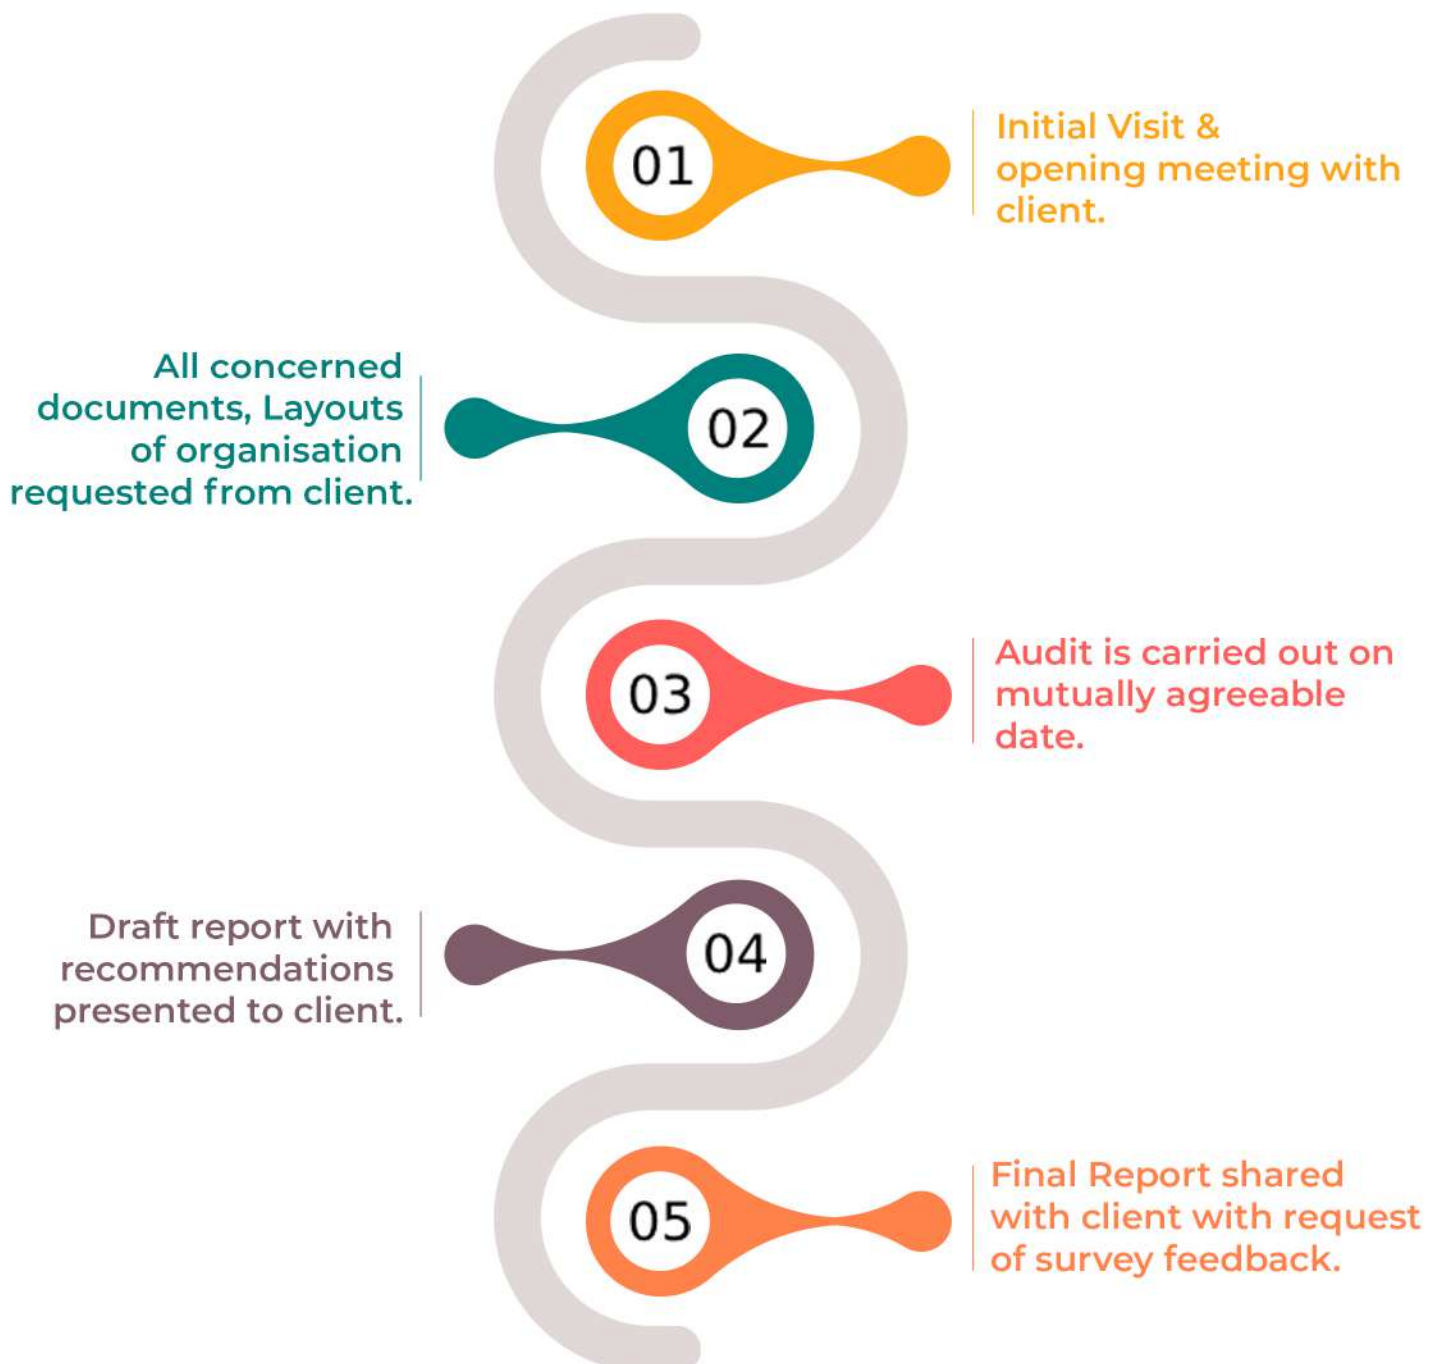 01
Initial Visit &
opening meeting with
client.
All concerned
documents, Layouts
of organisation
requested from client.
02
03
Audit is carried out on
mutually agreeable
date.
Draft report with
recommendations
presented to client.
04
05
Final Report shared
with client with request
of survey feedback.